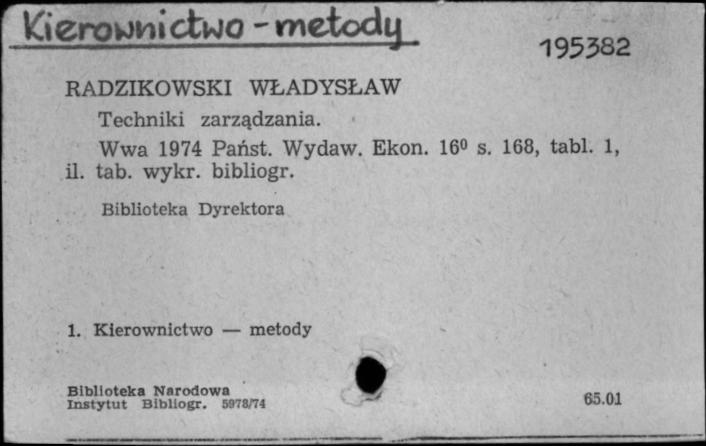 Kierownictwo - metody
195382
RADZIKOWSKI WŁADYSŁAW
Techniki zarządzania.
Wwa 1974 Państ. Wydaw. Ekon. 16⁰ s. 168, tabl. 1,
il. tab. wykr. bibliogr.
Biblioteka Dyrektora
1. Kierownictwo — metody
Biblioteka Narodowa
Instytut Bibliogr. 5978/74
65.01